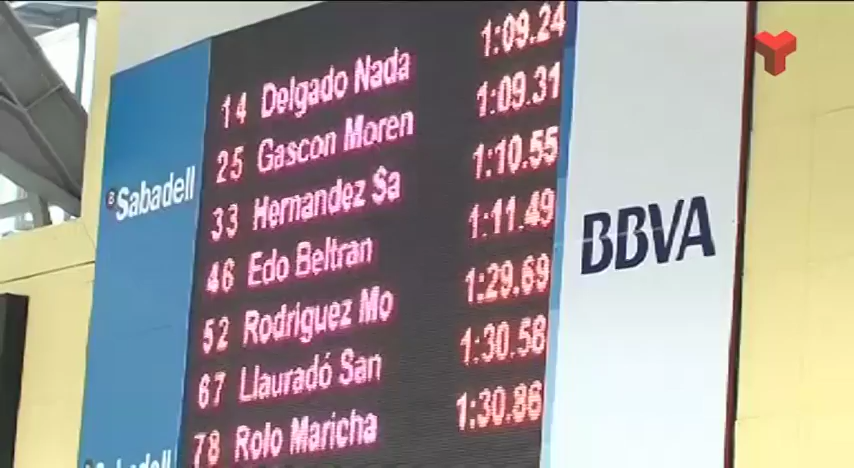 14 Delgado Nada 1:09.24
25 Gascon Moren 1:09.31
33 Hernandez Sa 1:10.55
46 Edo Beltran 1:11.49
52 Rodriguez Mo 1:29.69
67 Llauradó San 1:30.58
78 Rolo Maricha 1:30.86
B Sabadell
BBVA
Sabadell